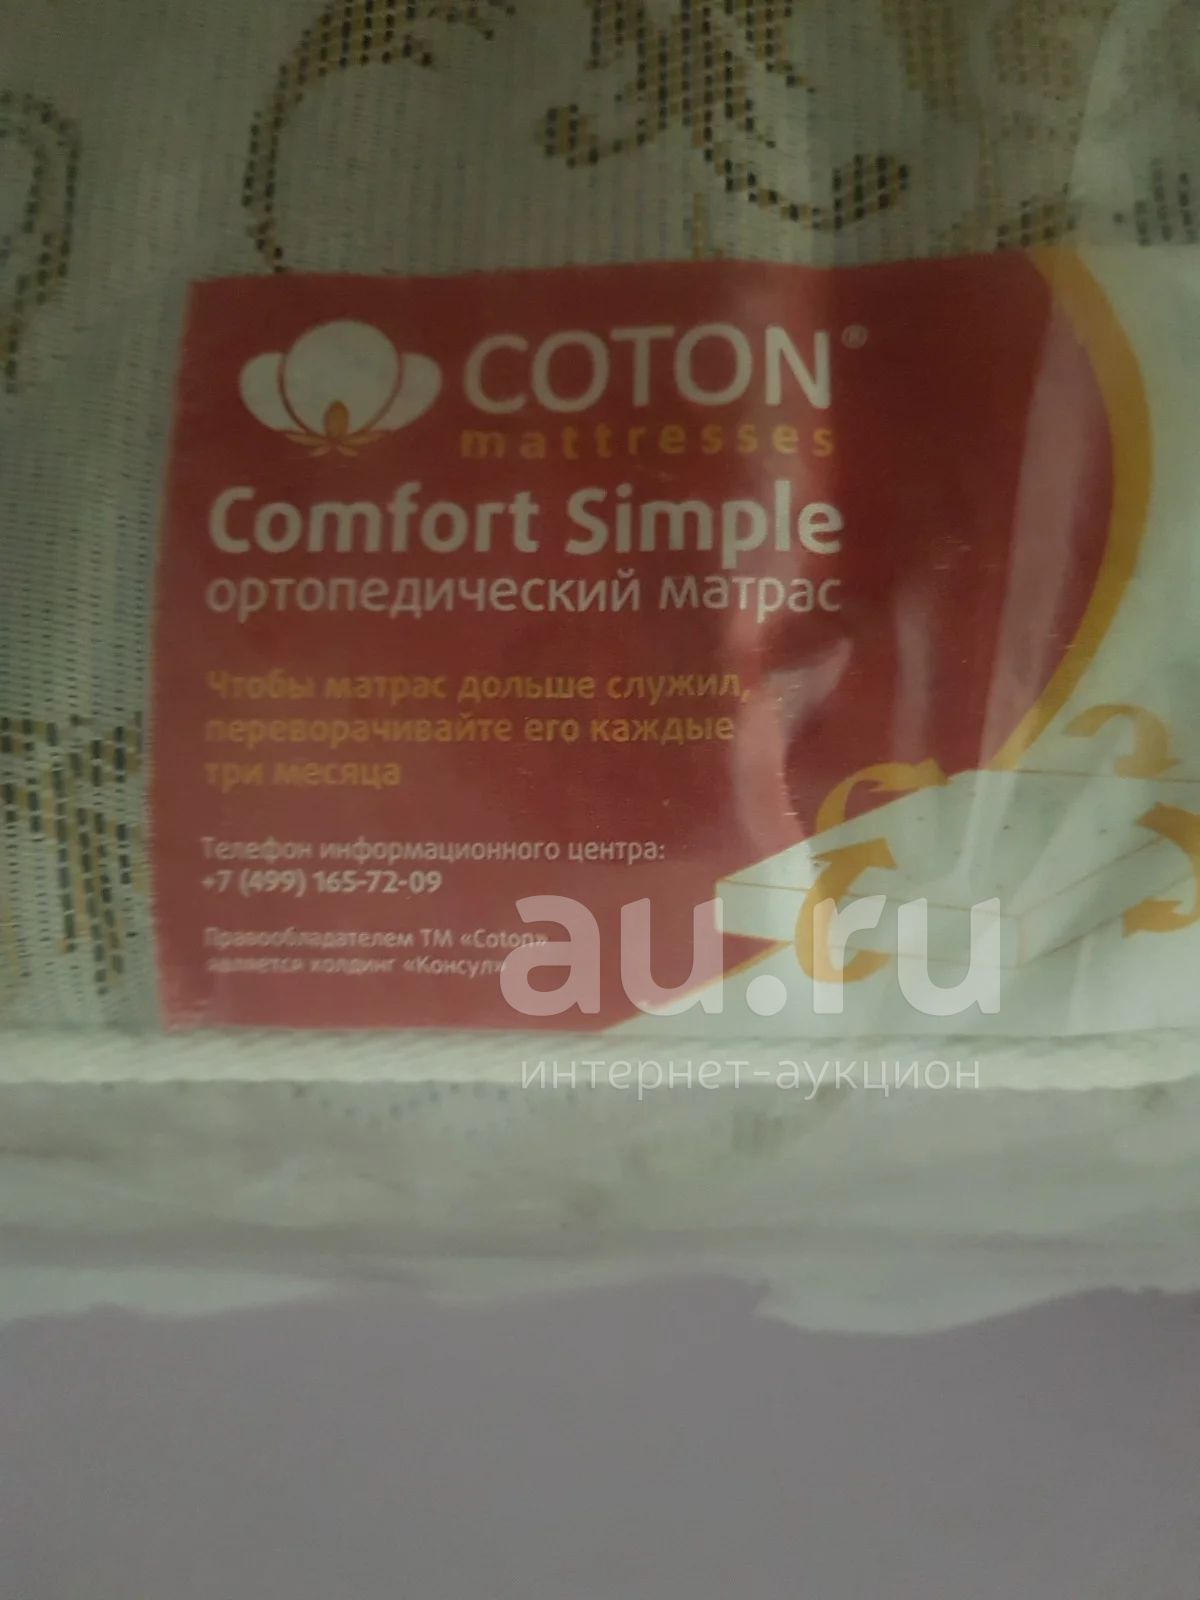 COTON®
mattresses
Comfort Simple
ортопедический матрас
Чтобы матрас дольше служил,
переворачивайте его каждые
три месяца
Телефон информационного центра:
+7 (499) 165-72-09
Правообладателем ТМ «Coton»
является холдинг «Консул»
au.ru
интернет-аукцион